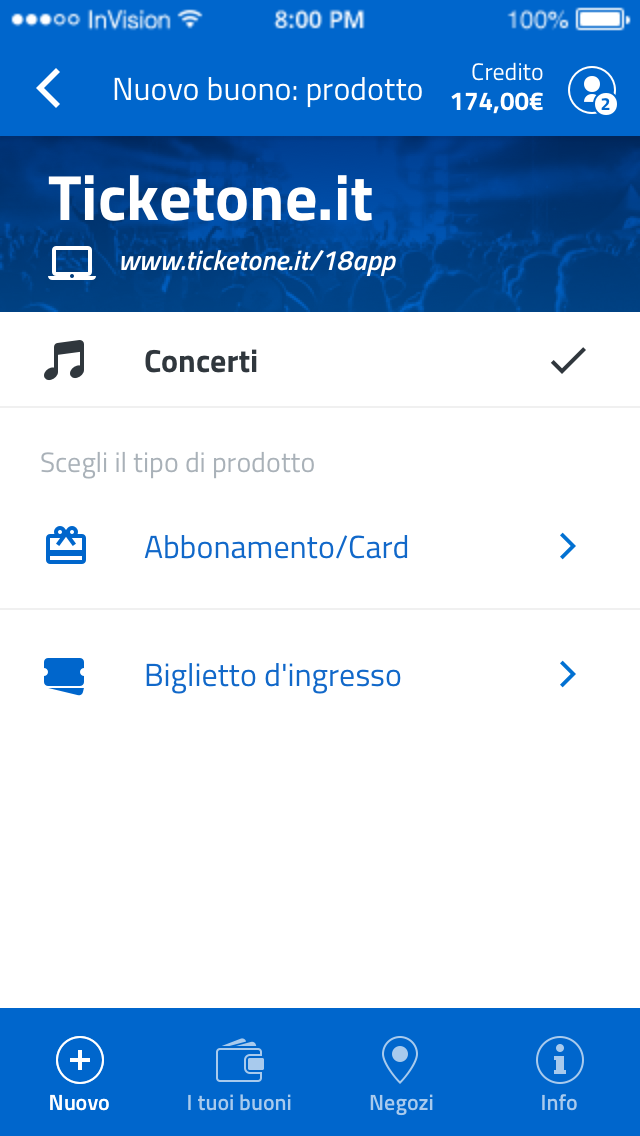 InVision 8:00 PM 100%
Nuovo buono: prodotto
Credito
174,00€
2
Ticketone.it
www.ticketone.it/18app
Concerti
Scegli il tipo di prodotto
Abbonamento/Card
Biglietto d'ingresso
Nuovo I tuoi buoni Negozi Info